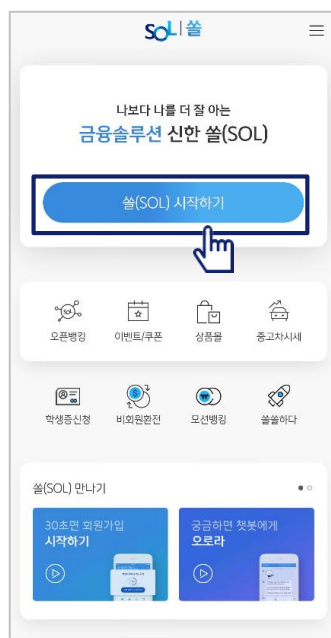 SOL 쏠
나보다 나를 더 잘 아는
금융솔루션 신한 쏠(SOL)
쏠(SOL) 시작하기
오픈뱅킹 이벤트/쿠폰 상품몰 중고차시세
학생증신청 비회원환전 모션뱅킹 쏠쏠하다
쏠(SOL) 만나기
30초면 회원가입
시작하기
궁금하면 챗봇에게
오로라